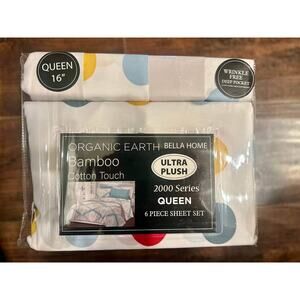 QUEEN
16"
WRINKLE
FREE
DEEP POCKET
ORGANIC EARTH
BELLA HOME
Bamboo
Cotton Touch
ULTRA
PLUSH
2000 Series
QUEEN
6 PIECE SHEET SET